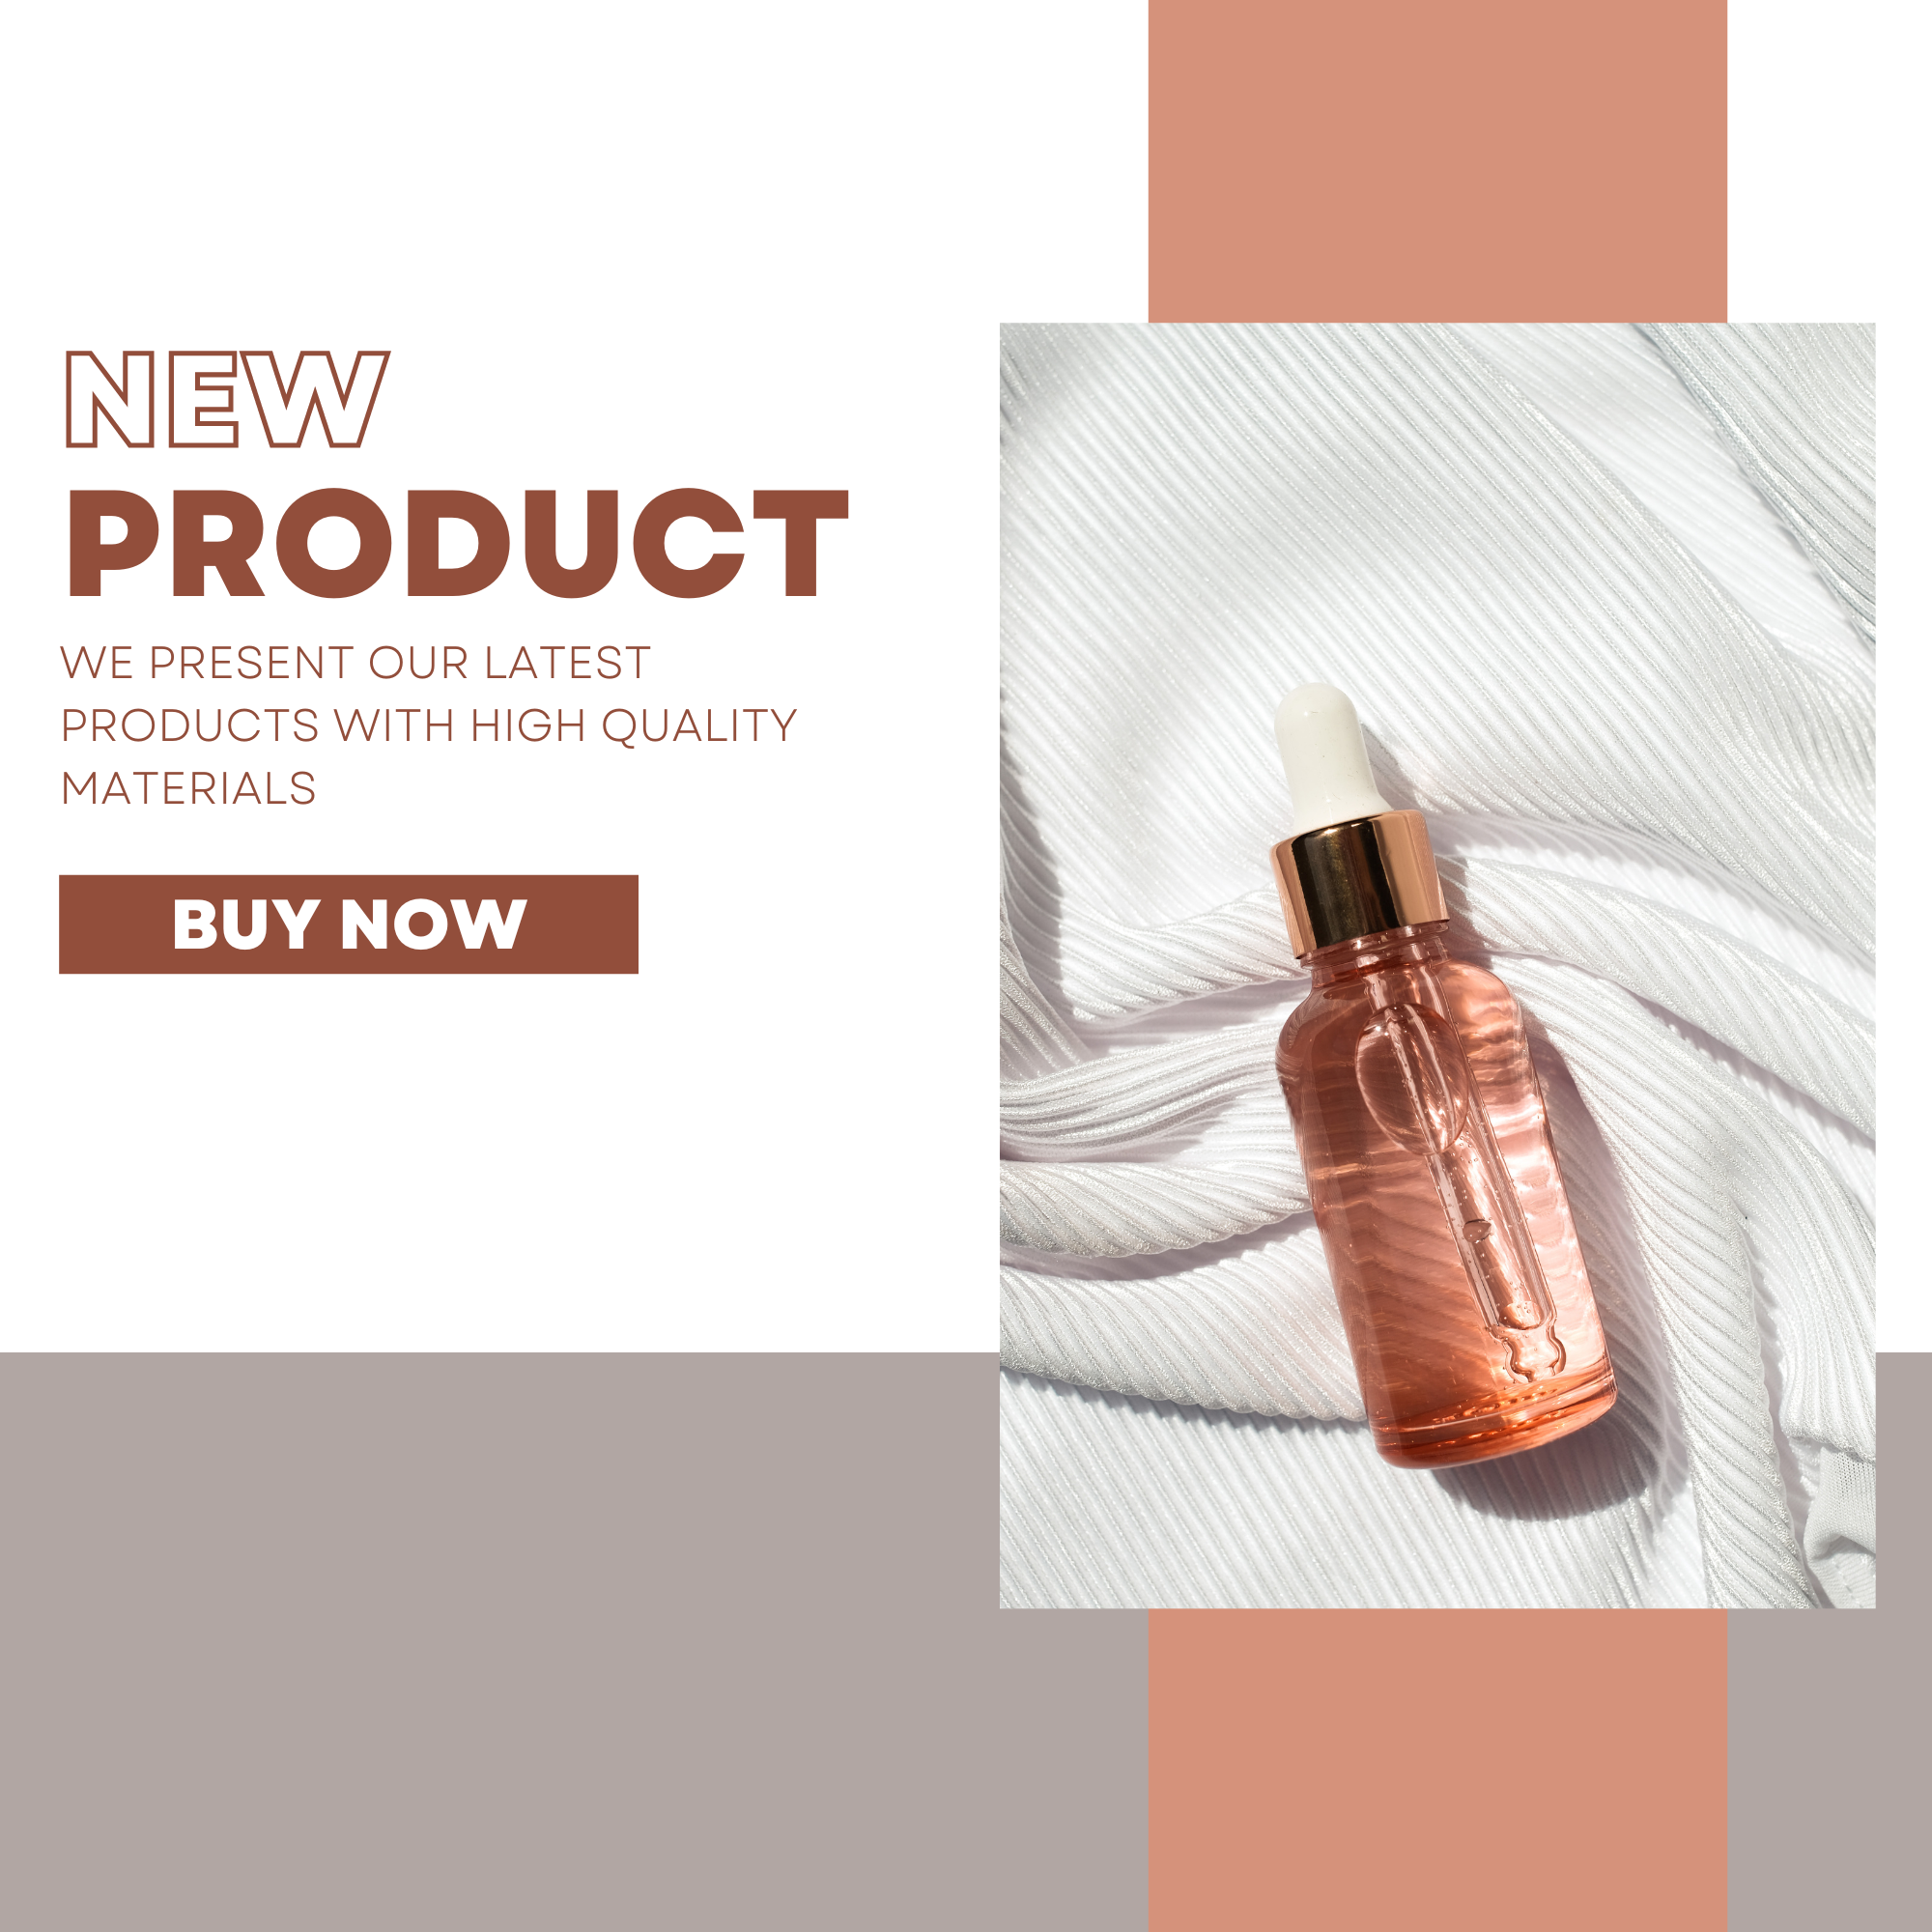 NEW
PRODUCT
WE PRESENT OUR LATEST
PRODUCTS WITH HIGH QUALITY
MATERIALS
BUY NOW